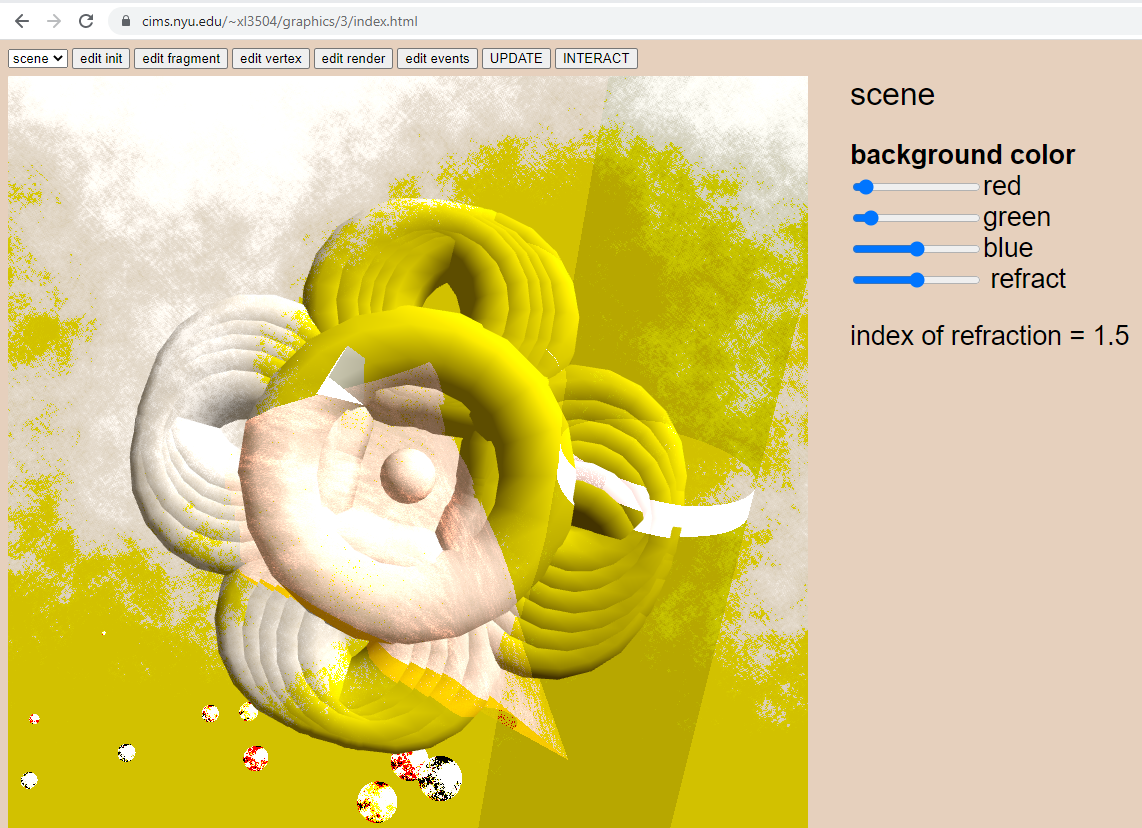 cims.nyu.edu/~xl3504/graphics/3/index.html
scene edit init edit fragment edit vertex edit render edit events UPDATE INTERACT
scene
background color
red
green
blue
refract
index of refraction = 1.5